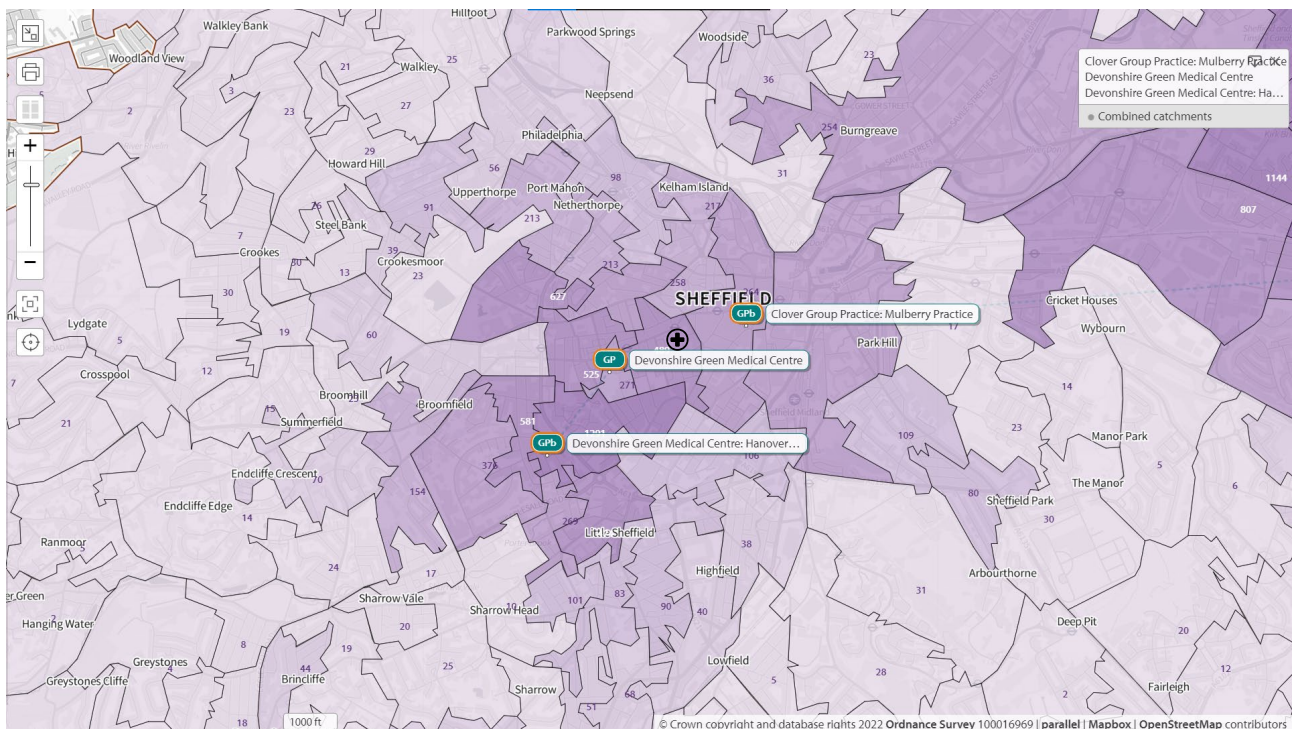 Hillfoot
Walkley Bank
Parkwood Springs
Woodside
Woodland View
23
25
21
Walkley
36
3
Neepsend
27
2
23
254
Burngreave
Philadelphia
29
Howard Hill
31
56
98
1144
Port Mahon
Kelham Island
Upperthorpe
Netherthorpe
217
91
807
213
Steel Bank
7
39
Crookes
30
Crookesmoor
213
13
23
258
30
627
SHEFFIELD
Cricket Houses
GPb
Clover Group Practice: Mulberry Practice
Lydgate
17
Wybourn
19
60
5
Park Hill
GP
Devonshire Green Medical Centre
Crosspool
12
525
7
271
14
Broomhill
Broomfield
15
Summerfield
21
581
23
109
Manor Park
GPb
Devonshire Green Medical Centre: Hanover...
106
5
376
Endcliffe Crescent
70
The Manor
6
154
80
Sheffield Park
Endcliffe Edge
14
269
30
Little Sheffield
Ranmoor
38
24
Highfield
17
Arbourthorne
31
83
Sharrow Vale
101
90
Sharrow Head
40
Hanging Water
20
Deep Pit
20
8
19
Greystones
44
25
Lowfield
12
Brincliffe
28
Greystones Cliffe
5
Fairleigh
Sharrow
68
2
51
18
1000 ft
Clover Group Practice: Mulberry Practice
Devonshire Green Medical Centre
Devonshire Green Medical Centre: Ha...
Combined catchments
© Crown copyright and database rights 2022 Ordnance Survey 100016969 | parallel | Mapbox | OpenStreetMap contributors